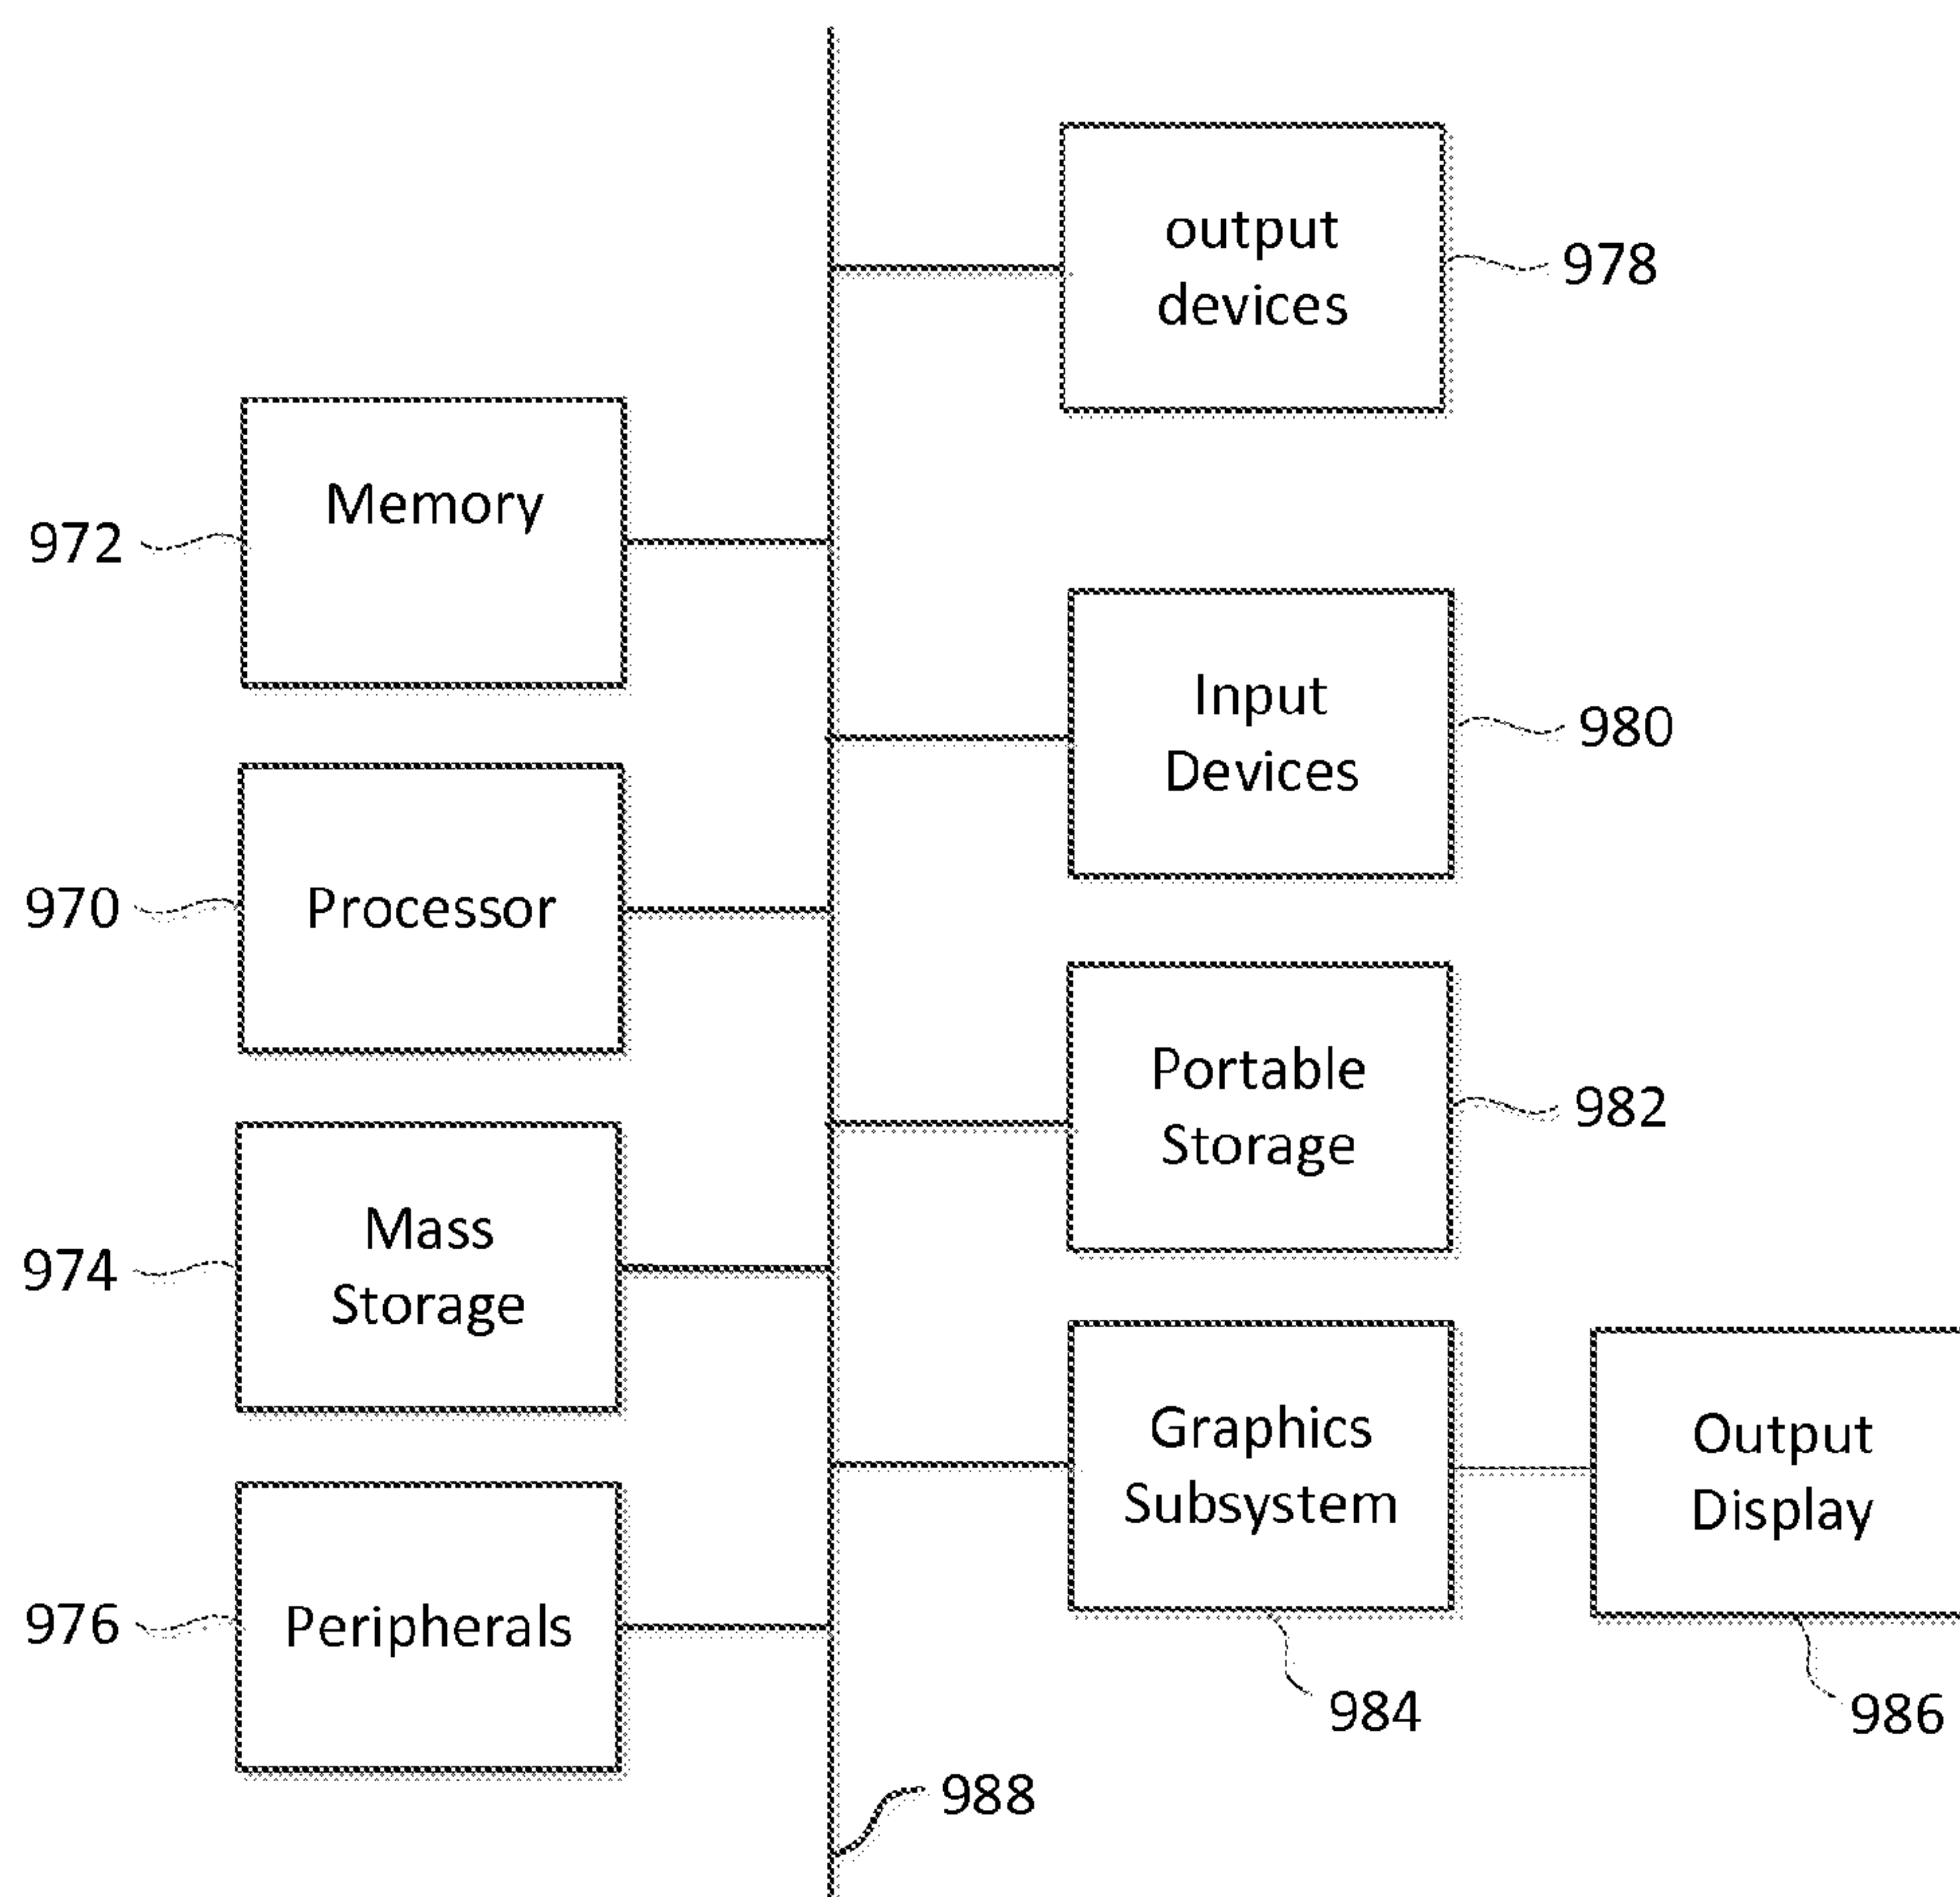 output
devices
978
Memory
972
Input
Devices
980
Processor
970
Portable
Storage
982
Mass
Storage
974
Graphics
Subsystem
984
Output
Display
986
Peripherals
976
988